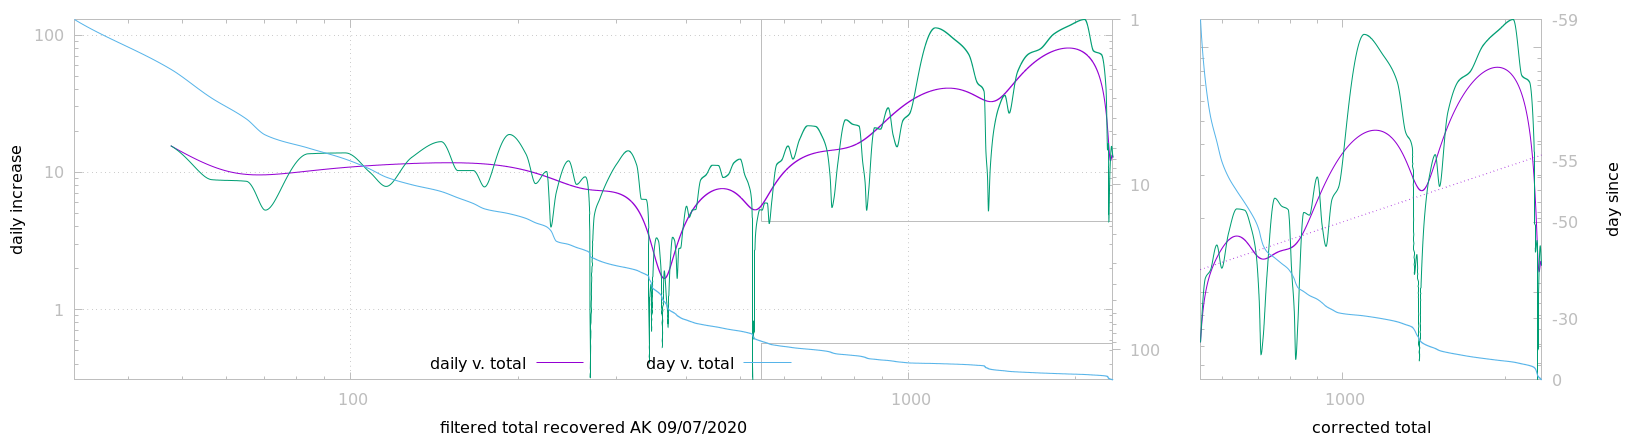 100
10
1
daily increase
100
1000
filtered total recovered AK 09/07/2020
daily v. total
day v. total
1
10
100
1000
corrected total
-59
-55
-50
-30
0
day since